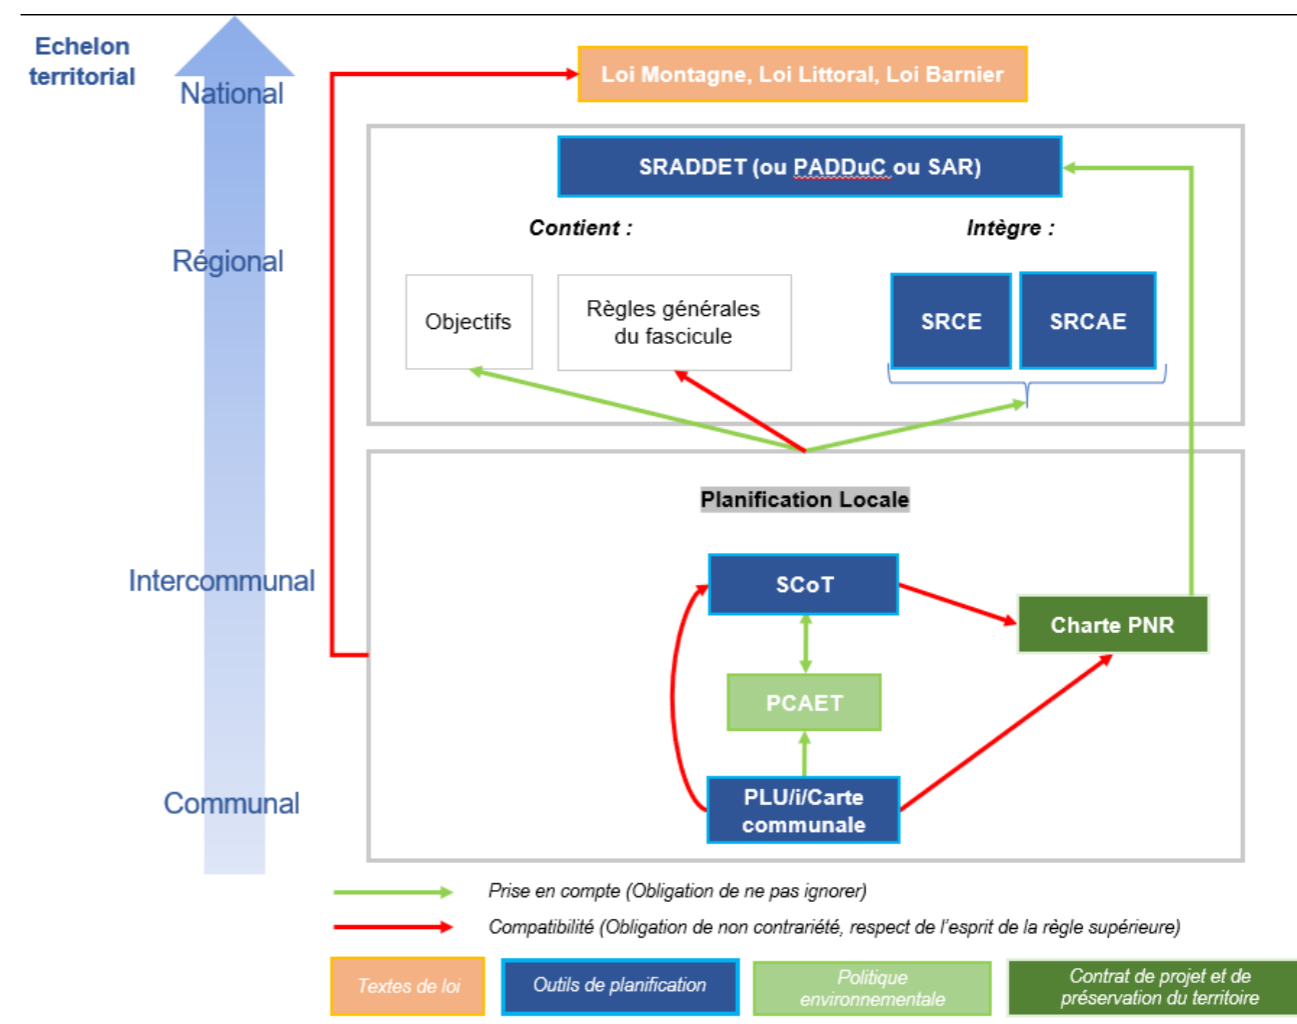 Echelon
territorial
National
Loi Montagne, Loi Littoral, Loi Barnier
SRADDET (ou PADDuC ou SAR)
Contient :
Intègre :
Régional
Objectifs
Règles générales
du fascicule
SRCE
SRCAE
Planification Locale
Intercommunal
SCoT
Charte PNR
PCAET
Communal
PLU/i/Carte
communale
Prise en compte (Obligation de ne pas ignorer)
Compatibilité (Obligation de non contrariété, respect de l'esprit de la règle supérieure)
Textes de loi
Outils de planification
Politique
environnementale
Contrat de projet et de
préservation du territoire